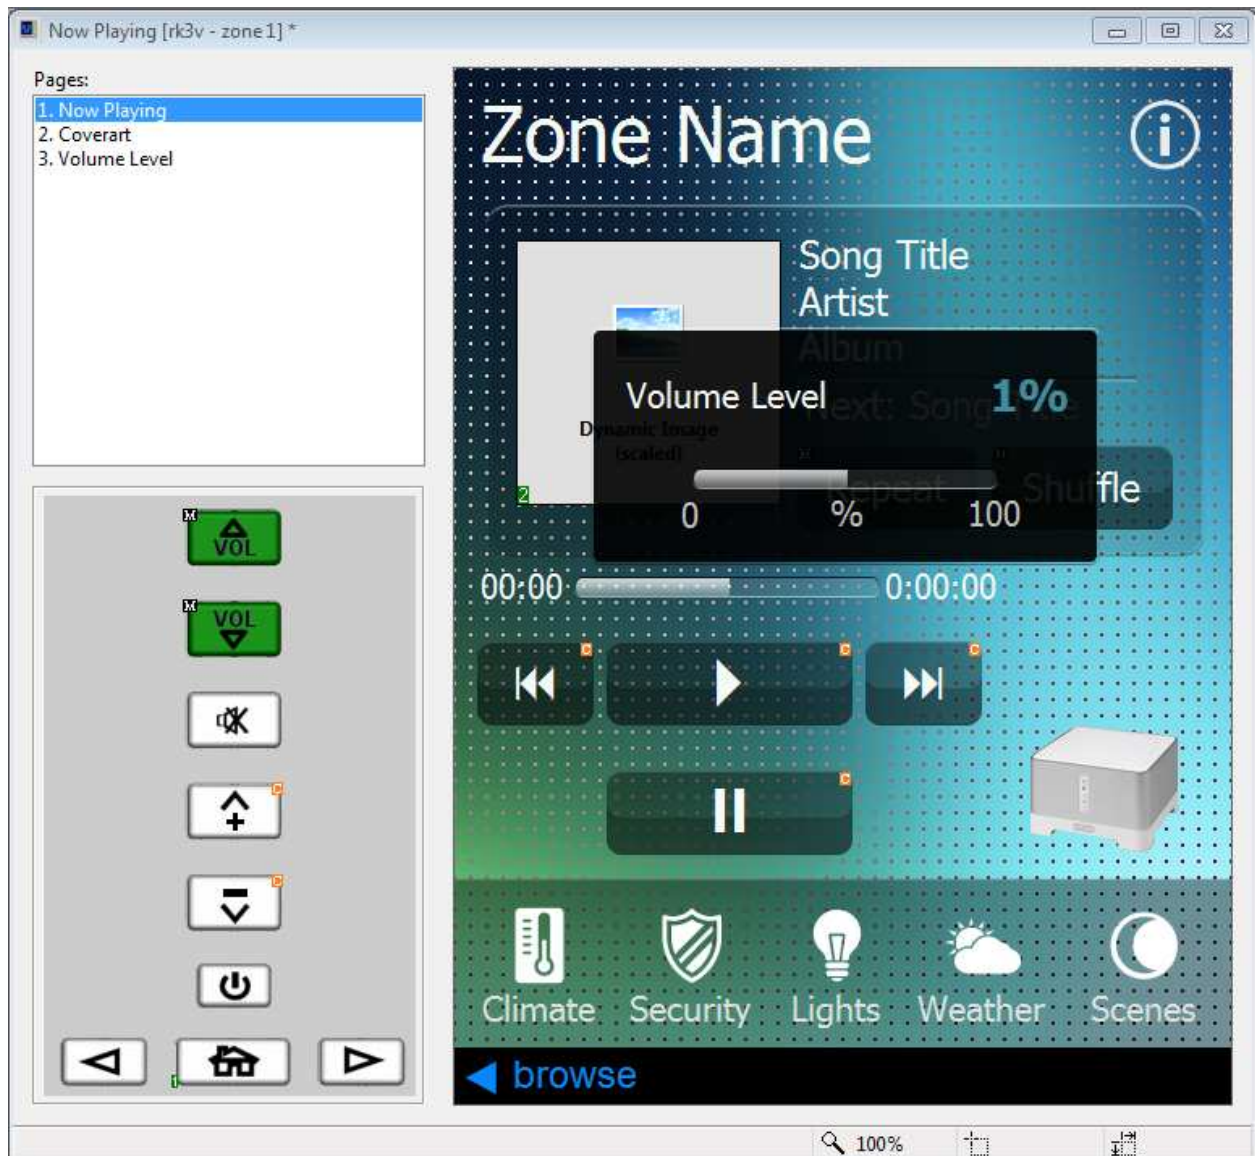 Now Playing [rk3v - zone1] *
Pages:
1. Now Playing
2. Coverart
3. Volume Level
M
VOL
M
VOL
C
C
1
Zone Name
Song Title
Artist
Album
Volume Level 1%
Next: Song Title
Dynamic Image
(scaled)
M M
2
Repeat Shuffle
0 % 100
00:00 0:00:00
C C C
C
Climate Security Lights Weather Scenes
browse
100%